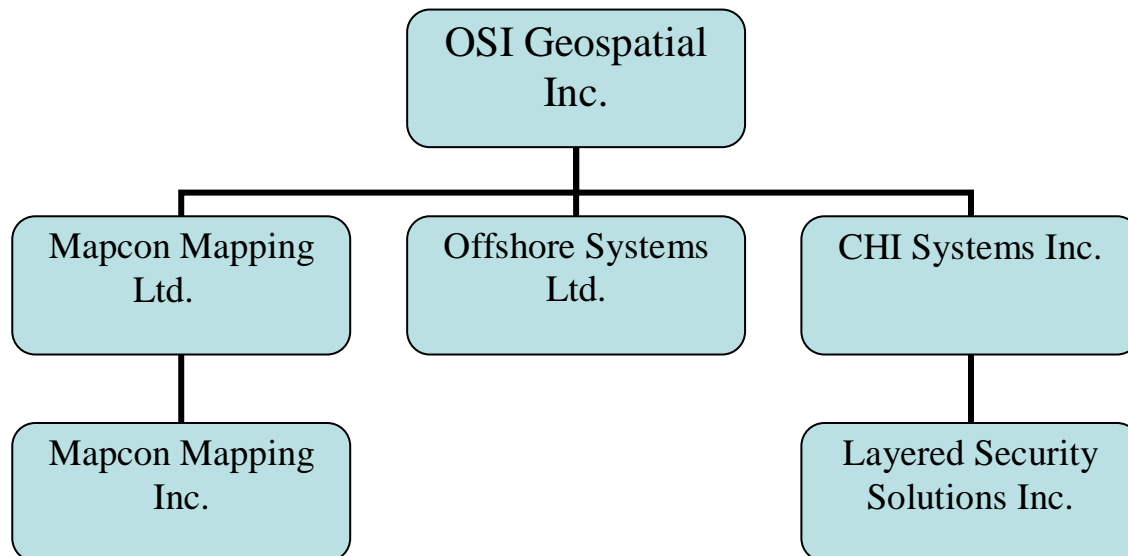 OSI Geospatial
Inc.
Mapcon Mapping
Ltd.
Offshore Systems
Ltd.
CHI Systems Inc.
Mapcon Mapping
Inc.
Layered Security
Solutions Inc.